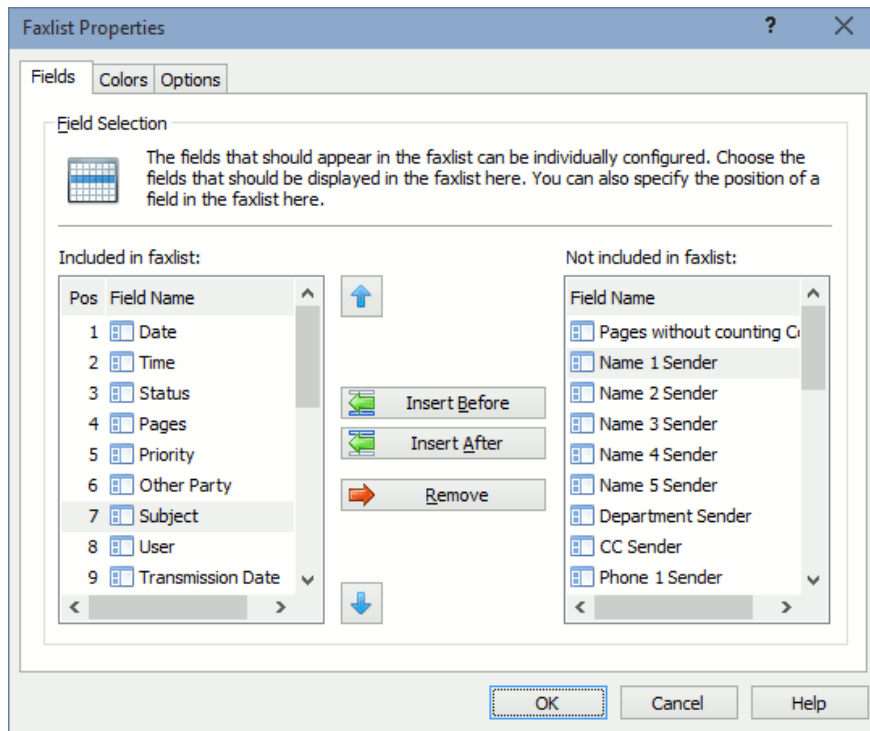 Faxlist Properties
?
Fields Colors Options
Field Selection
The fields that should appear in the faxlist can be individually configured. Choose the
fields that should be displayed in the faxlist here. You can also specify the position of a
field in the faxlist here.
Included in faxlist:
Pos Field Name
1 Date
2 Time
3 Status
4 Pages
5 Priority
6 Other Party
7 Subject
8 User
9 Transmission Date
Insert Before
Insert After
Remove
Not included in faxlist:
Field Name
Pages without counting
Name 1 Sender
Name 2 Sender
Name 3 Sender
Name 4 Sender
Name 5 Sender
Department Sender
CC Sender
Phone 1 Sender
OK Cancel Help